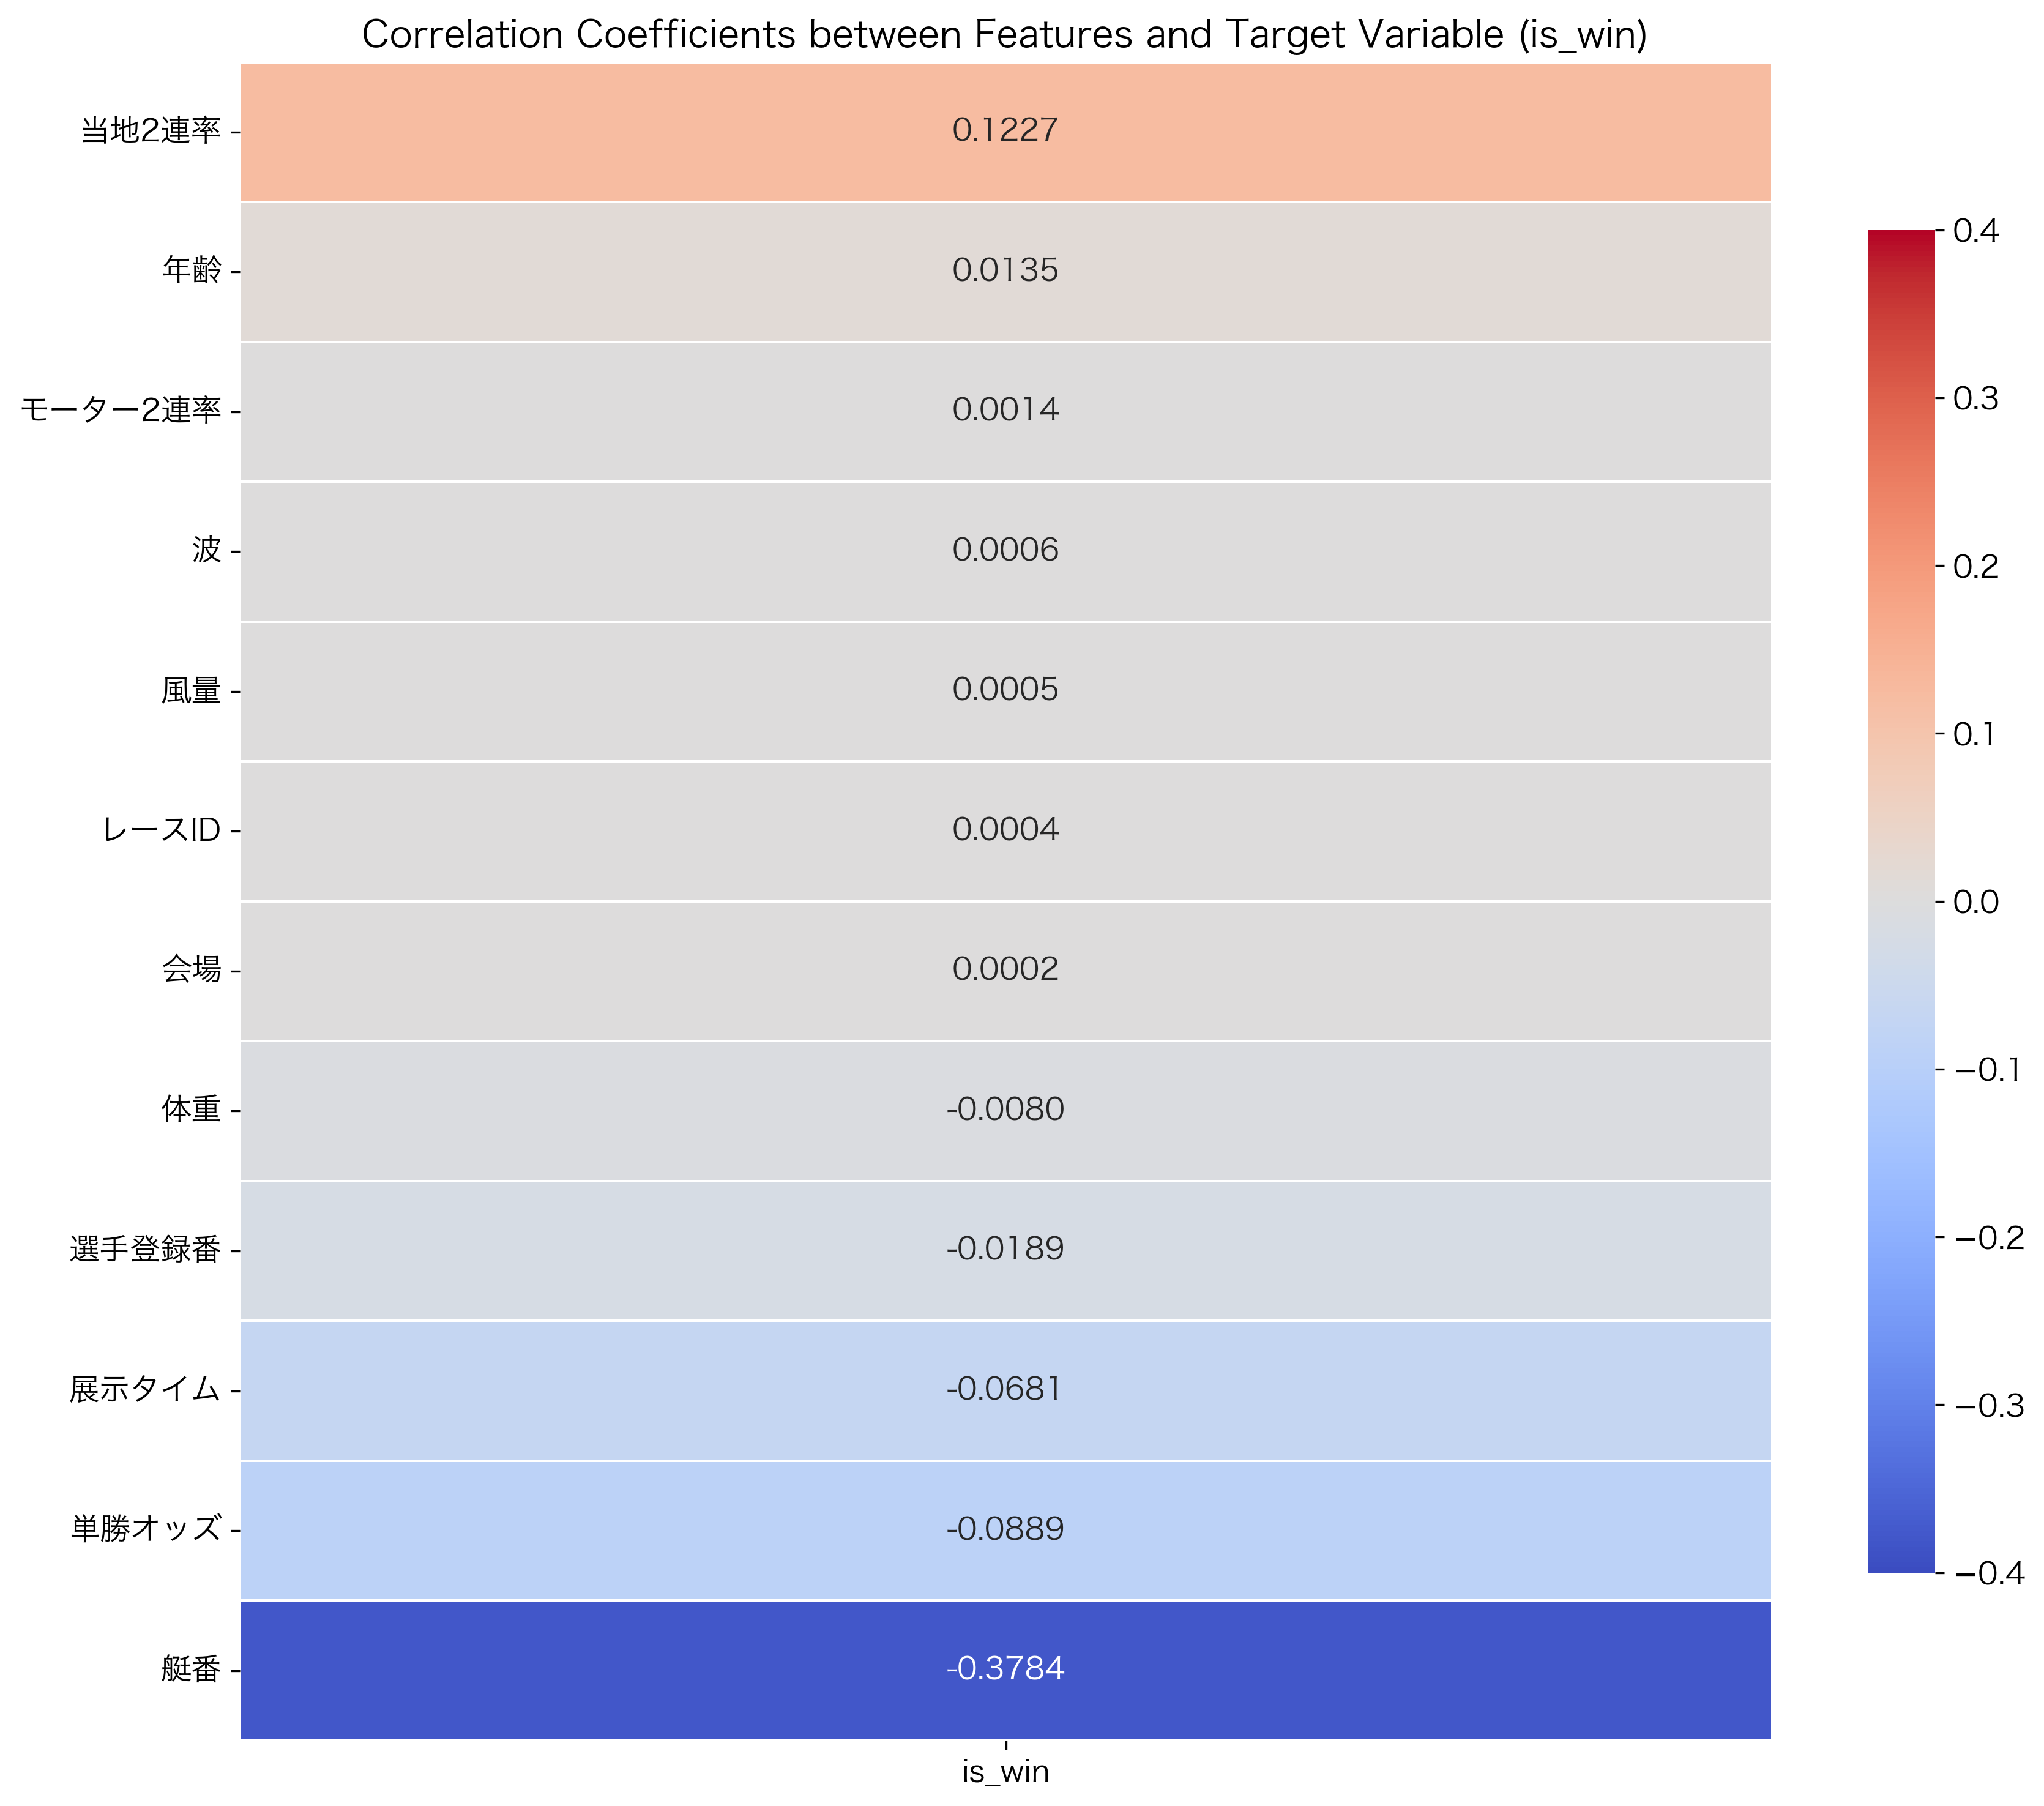 Correlation Coefficients between Features and Target Variable (is_win)
当地2連率
0.1227
年齢
0.0135
モーター2連率
0.0014
波
0.0006
風量
0.0005
レースID
0.0004
会場
0.0002
体重
-0.0080
選手登録番
-0.0189
展示タイム
-0.0681
単勝オッズ
-0.0889
艇番
-0.3784
is_win
0.4
0.3
0.2
0.1
0.0
−0.1
−0.2
−0.3
−0.4